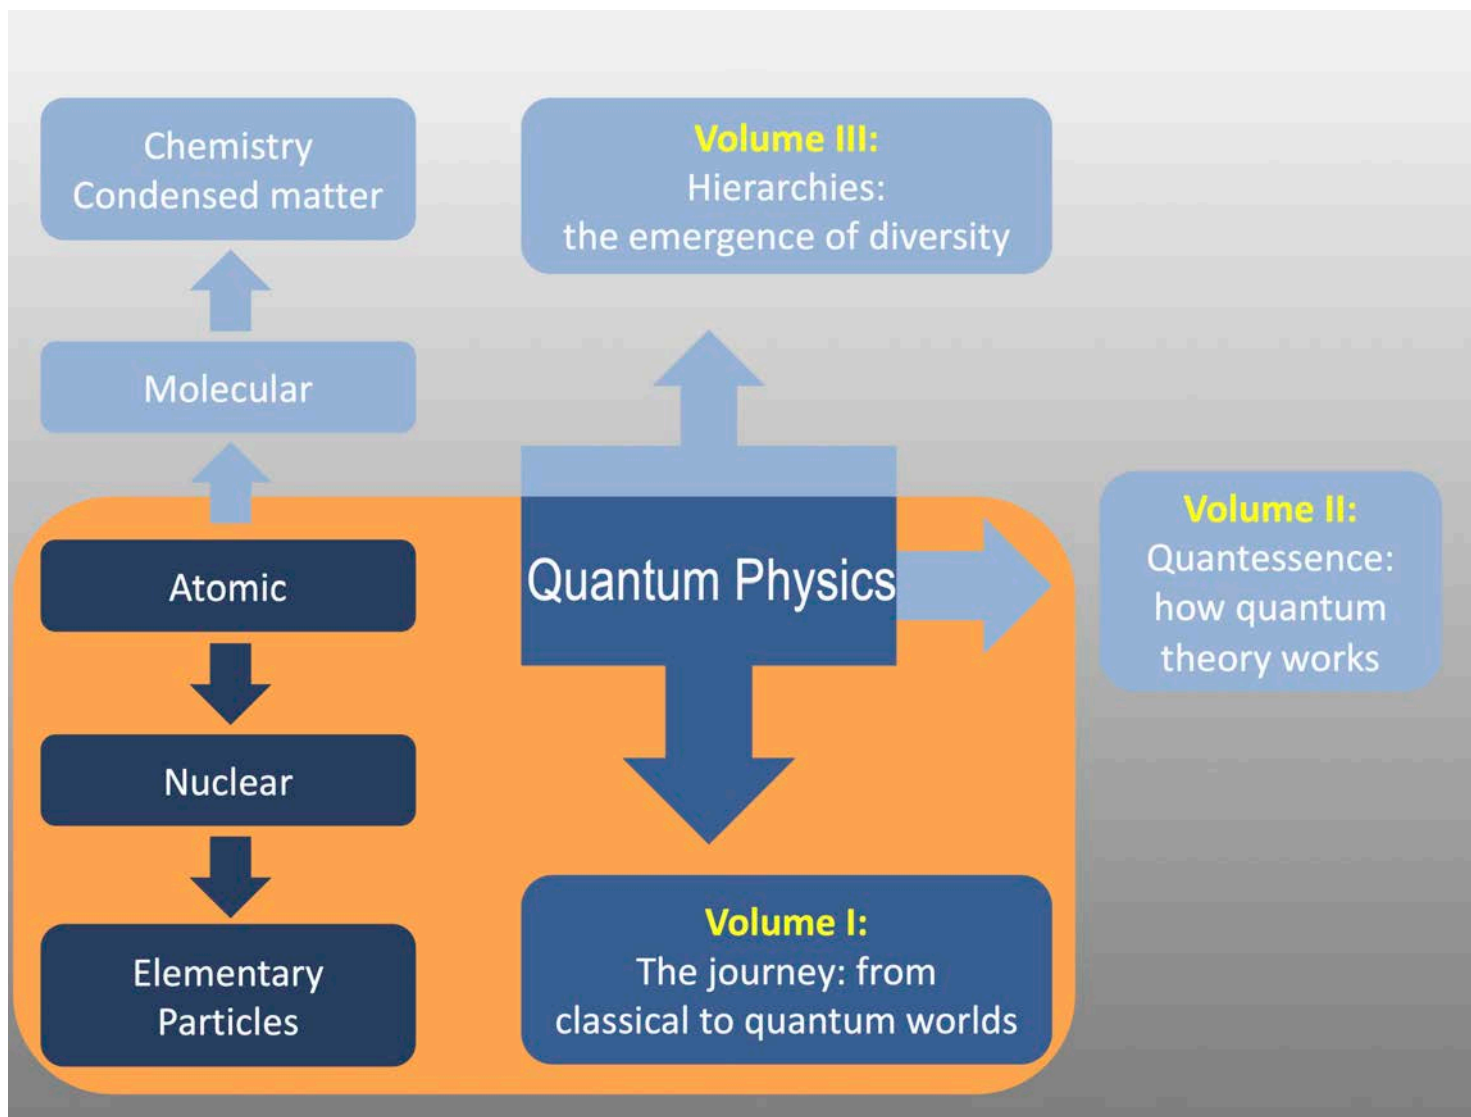 Chemistry
Condensed matter
Molecular
Atomic
Nuclear
Elementary
Particles
Volume III:
Hierarchies:
the emergence of diversity
Quantum Physics
Volume II:
Quantessence:
how quantum
theory works
Volume I:
The journey: from
classical to quantum worlds